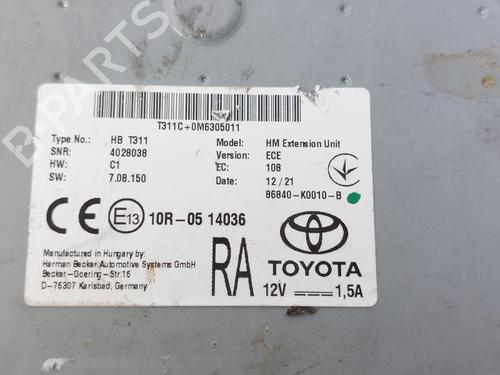 B-PARTS
T311C+0M6305011
Type No.: HB T311
SNR: 4028038
HW: C1
SW: 7.08.150
Model: HM Extension Unit
Version: ECE
EC: 108
Date: 12/21
86840-K0010-B
CE E13 10R-05 14036
Manufactured in Hungary by:
Harman Becker Automotive Systems GmbH
Becker-Goering-Str.16
D-76307 Karlsbad, Germany
RA
TOYOTA
12V 1,5A